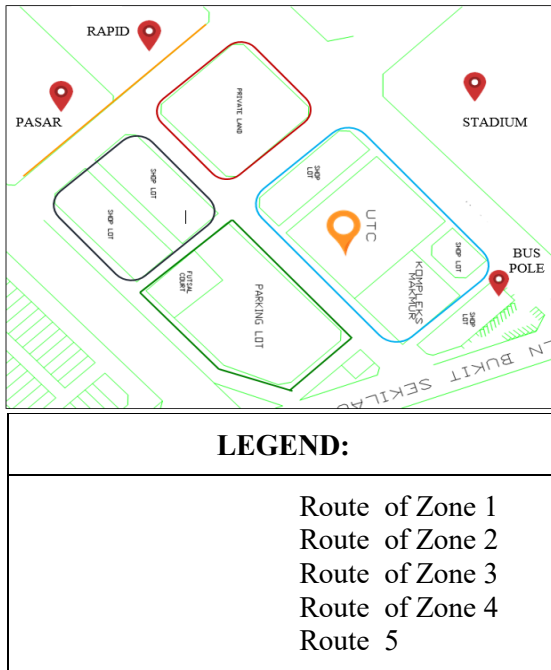 RAPID
PASAR
PRIVATE LAND
STADIUM
SHOP LOT
SHOP LOT
SHOP
LOT
UTC
SHOP LOT
KOMPLEKS
MAKMUR
BUS
POLE
SHOP
LOT
FUTSAL
COURT
PARKING LOT
LN BUKIT SEKILAU
LEGEND:
Route of Zone 1
Route of Zone 2
Route of Zone 3
Route of Zone 4
Route 5